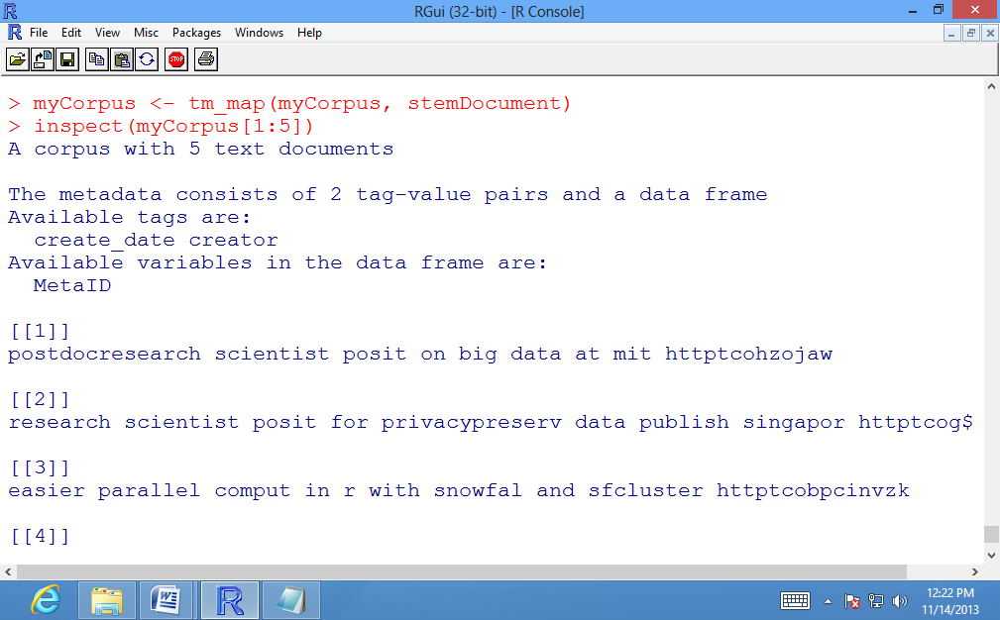 RGui (32-bit) - [R Console]
File Edit View Misc Packages Windows Help
STOP
> myCorpus <- tm_map(myCorpus, stemDocument)
> inspect(myCorpus[1:5])
A corpus with 5 text documents
The metadata consists of 2 tag-value pairs and a data frame
Available tags are:
create_date creator
Available variables in the data frame are:
MetaID
[[1]]
postdocresearch scientist posit on big data at mit httptcohzojaw
[[2]]
research scientist posit for privacypreserv data publish singapor httptcog$
[[3]]
easier parallel comput in r with snowfal and sfcluster httptcobpcinvzk
[[4]]
12:22 PM
11/14/2013